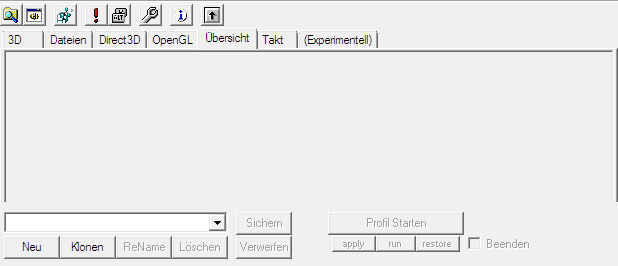 3D Dateien Direct3D OpenGL Übersicht Takt (Experimentell)
Sichern Profil Starten
Neu Klonen ReName Löschen Verwerfen apply run restore Beenden